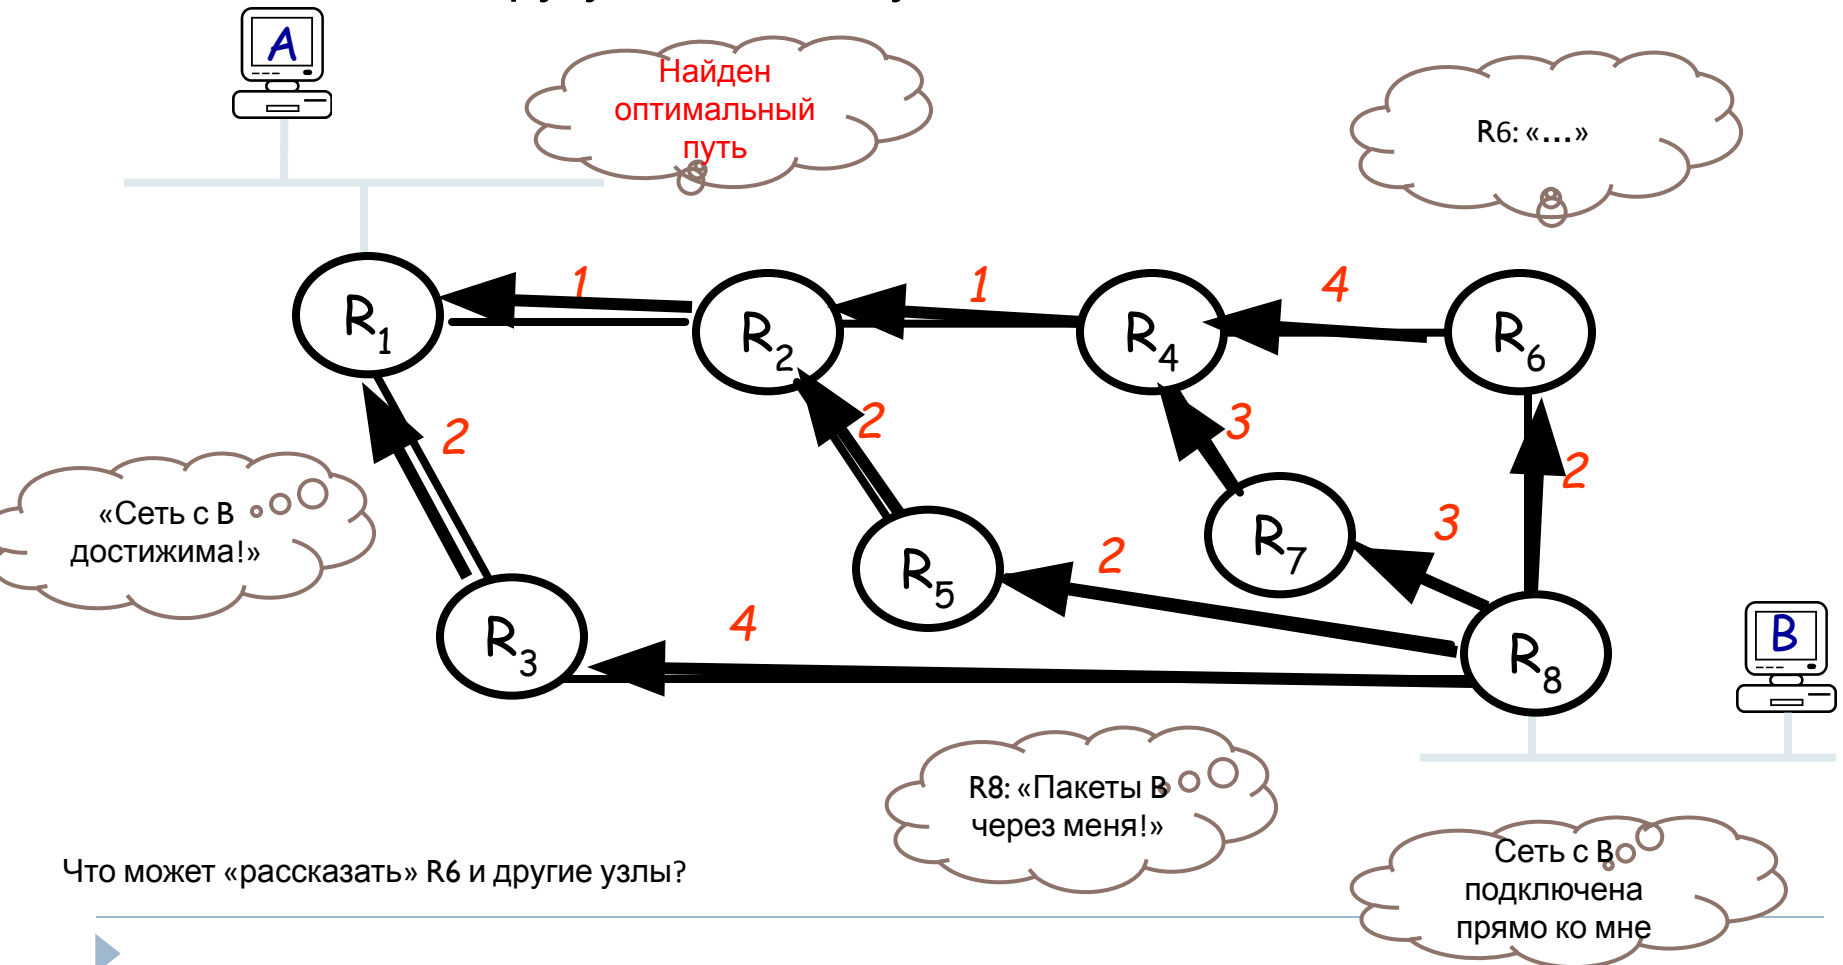 A
Найден
оптимальный
путь
R6: «...»
1
1
4
R1
R2
R4
R6
2
2
3
2
«Сеть с B
достижима!»
R5
2
R7
3
R3
4
R8
B
R8: «Пакеты B
через меня!»
Сеть с B
подключена
прямо ко мне
Что может «рассказать» R6 и другие узлы?